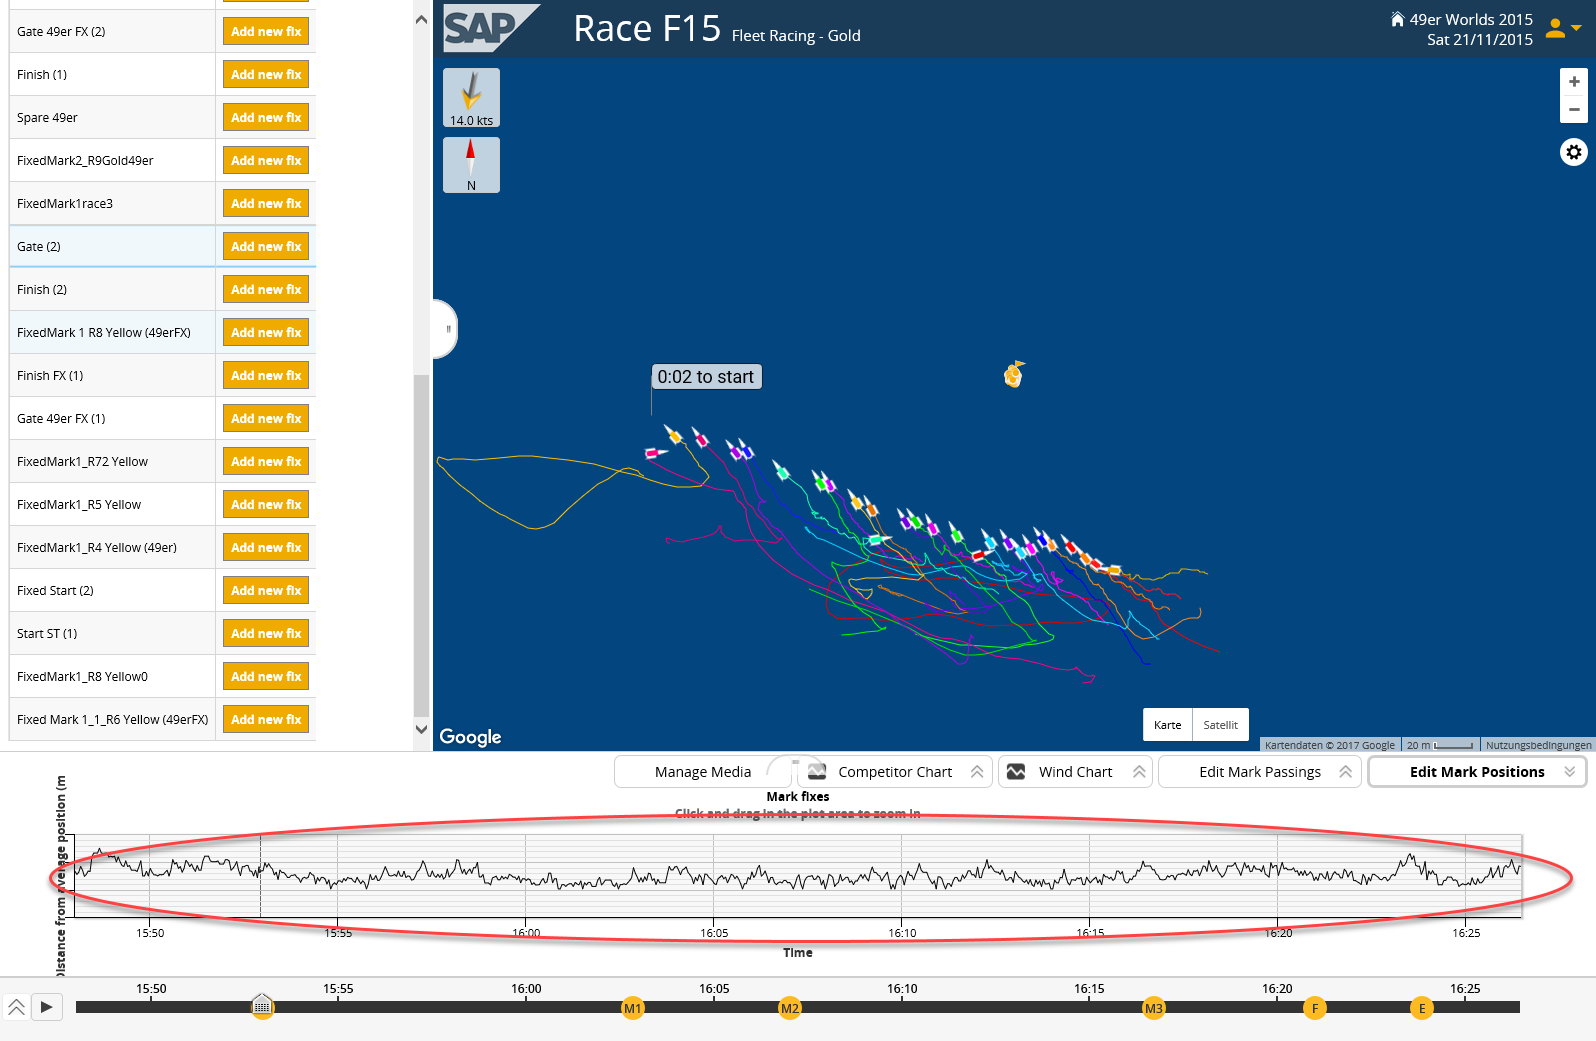 Gate 49er FX (2) Add new fix
Finish (1) Add new fix
Spare 49er Add new fix
FixedMark2_R9Gold49er Add new fix
FixedMark1race3 Add new fix
Gate (2) Add new fix
Finish (2) Add new fix
FixedMark 1 R8 Yellow (49erFX) Add new fix
Finish FX (1) Add new fix
Gate 49er FX (1) Add new fix
FixedMark1_R72 Yellow Add new fix
FixedMark1_R5 Yellow Add new fix
FixedMark1_R4 Yellow (49er) Add new fix
Fixed Start (2) Add new fix
Start ST (1) Add new fix
FixedMark1_R8 Yellow0 Add new fix
Fixed Mark 1_1_R6 Yellow (49erFX) Add new fix
SAP Race F15 Fleet Racing - Gold
49er Worlds 2015
Sat 21/11/2015
+
−
14.0 kts
N
0:02 to start
Karte Satellit
Google
Kartendaten © 2017 Google 20 m Nutzungsbedingungen
Manage Media Competitor Chart Wind Chart Edit Mark Passings Edit Mark Positions
Mark fixes
Click and drag in the plot area to zoom in
Distance from average position (m
15:50 15:55 16:00 16:05 16:10 16:15 16:20 16:25
Time
15:50 15:55 16:00 16:05 16:10 16:15 16:20 16:25
M1 M2 M3 F E